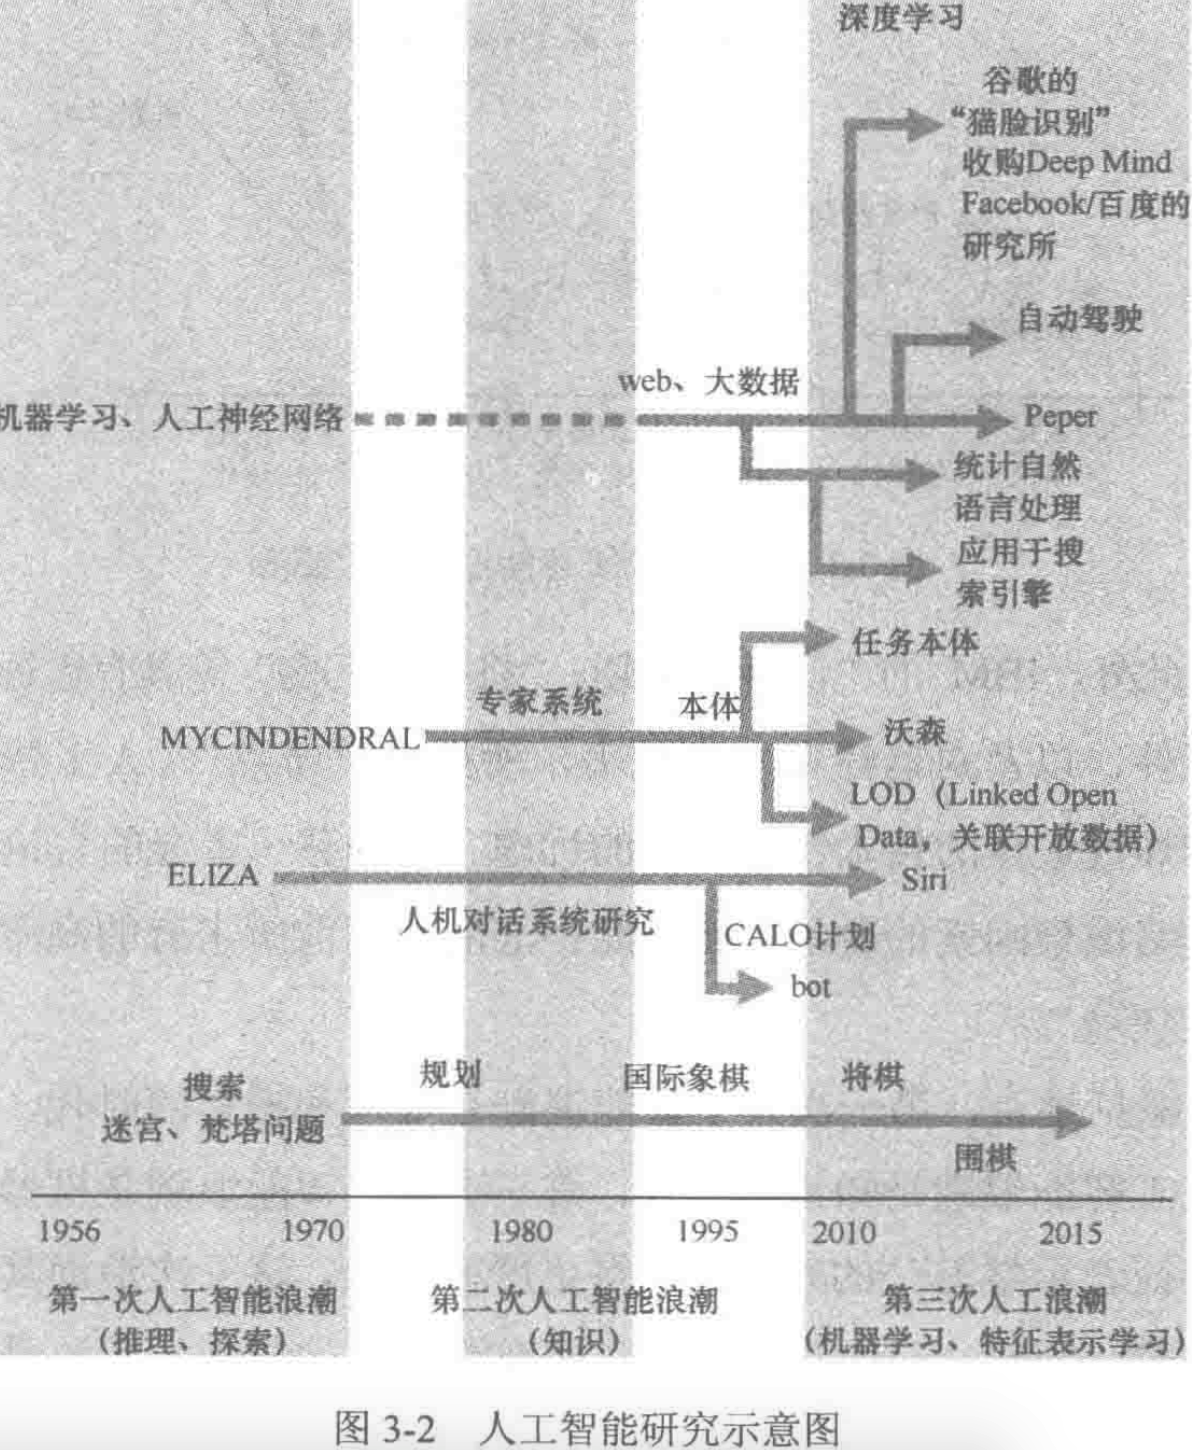 深度学习
谷歌的
“猫脸识别”
收购Deep Mind
Facebook/百度的
研究所
自动驾驶
web、大数据
机器学习、人工神经网络
Peper
统计自然
语言处理
应用于搜
索引擎
任务本体
专家系统
本体
MYCINDENDRAL
沃森
LOD（Linked Open
Data，关联开放数据）
ELIZA
Siri
人机对话系统研究
CALO计划
bot
搜索
规划
国际象棋
将棋
迷宫、梵塔问题
围棋
1956 1970 1980 1995 2010 2015
第一次人工智能浪潮 第二次人工智能浪潮 第三次人工浪潮
（推理、探索） （知识） （机器学习、特征表示学习）
图 3-2 人工智能研究示意图